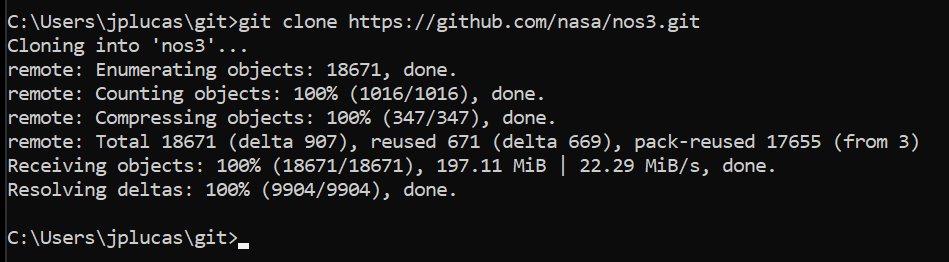 C:\Users\jplucas\git>git clone https://github.com/nasa/nos3.git
Cloning into 'nos3'...
remote: Enumerating objects: 18671, done.
remote: Counting objects: 100% (1016/1016), done.
remote: Compressing objects: 100% (347/347), done.
remote: Total 18671 (delta 907), reused 671 (delta 669), pack-reused 17655 (from 3)
Receiving objects: 100% (18671/18671), 197.11 MiB | 22.29 MiB/s, done.
Resolving deltas: 100% (9904/9904), done.
C:\Users\jplucas\git>